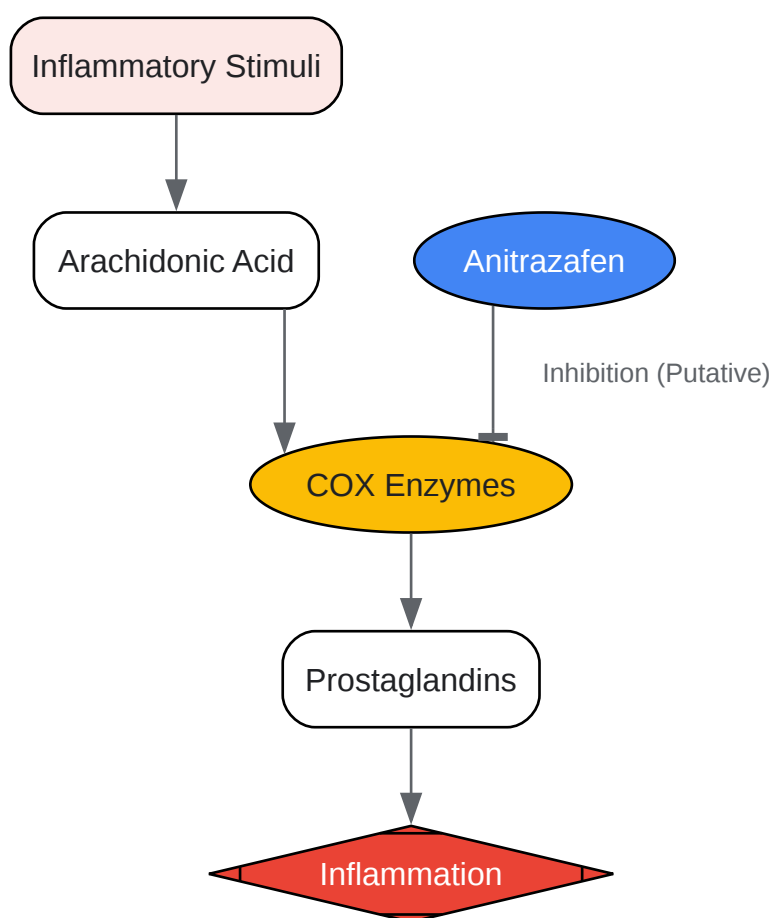 Inflammatory Stimuli
Arachidonic Acid
Anitrazafen
Inhibition (Putative)
COX Enzymes
Prostaglandins
Inflammation